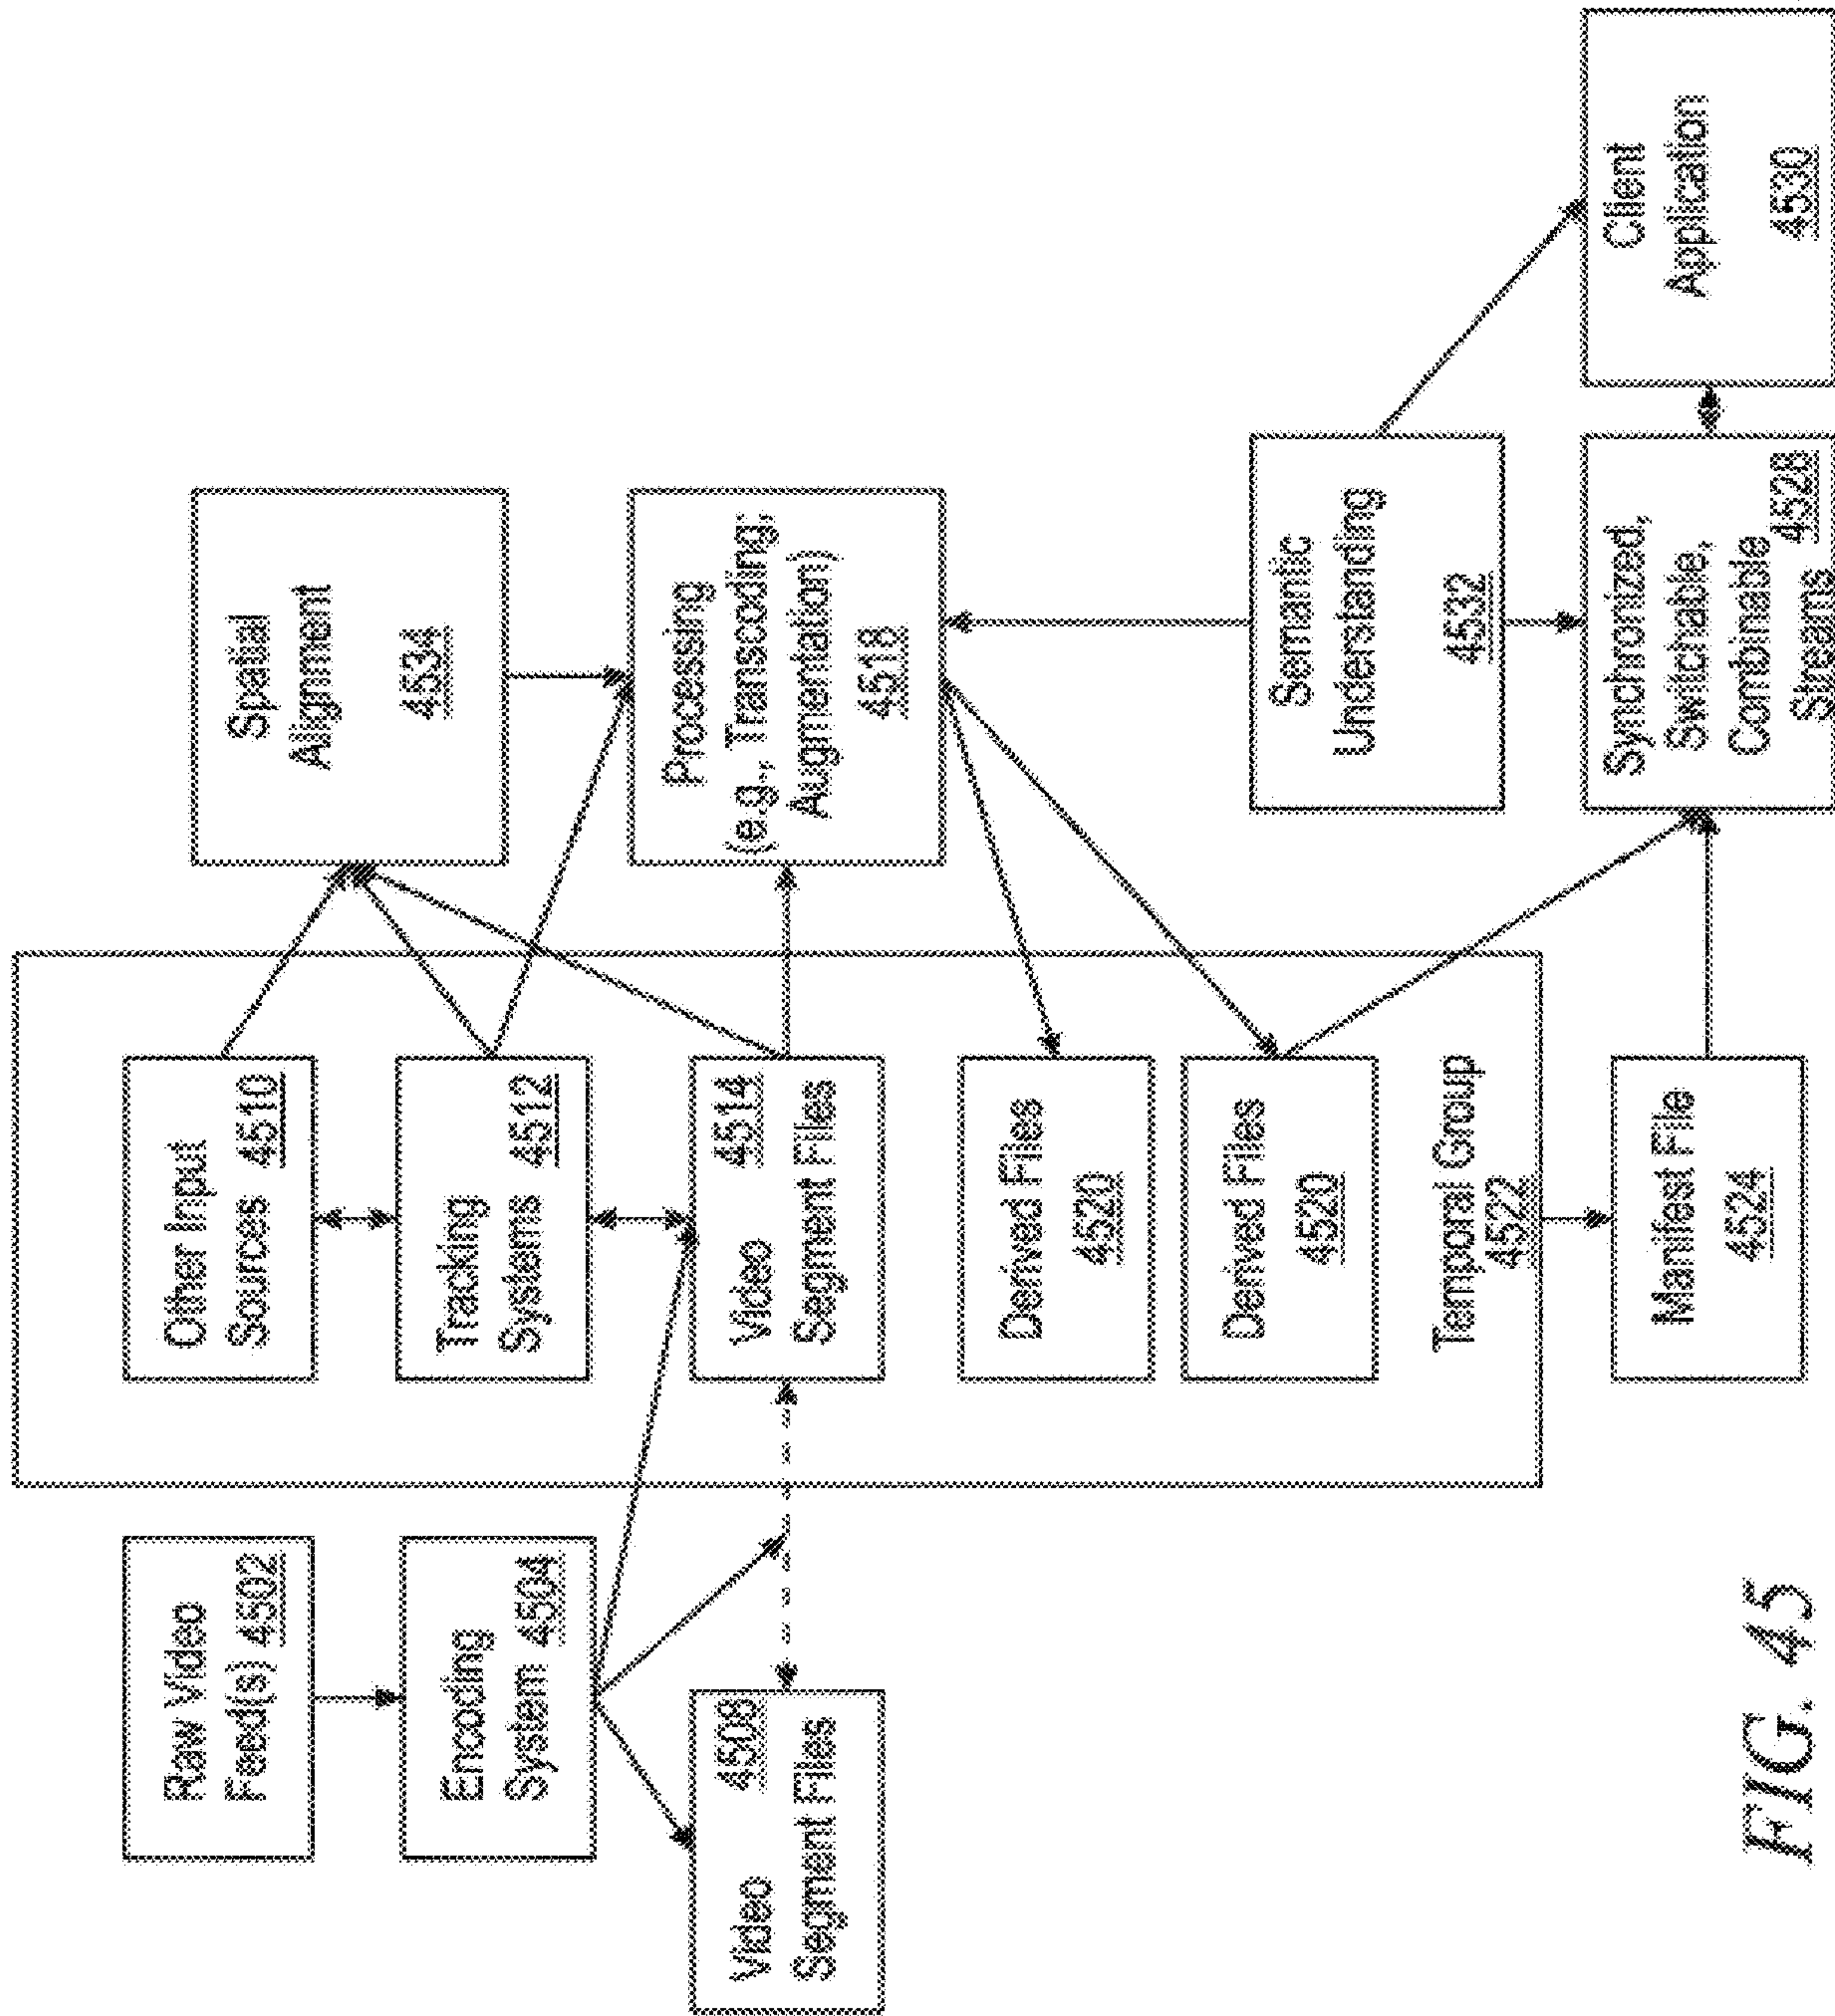 Raw Video
Feed(s) 4502
Encoding
System 4504
4508
Video
Segment Files
Other Input
Sources 4510
Tracking
Systems 4512
4514
Video
Segment Files
Derived Files
4520
Derived Files
4520
Temporal Group
4522
Manifest File
4524
Spatial
Alignment
4534
Processing
(e.g., Transcoding;
Augmentation)
4518
Semantic
Understanding
4532
Synchronized,
Switchable,
Combinable 4528
Streams
Client
Application
4530
FIG. 45